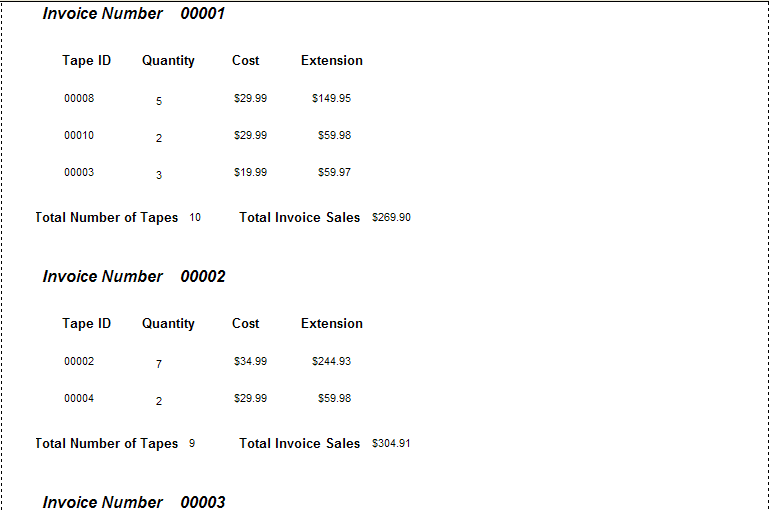 Invoice Number 00001
Tape ID Quantity Cost Extension
00008 5 $29.99 $149.95
00010 2 $29.99 $59.98
00003 3 $19.99 $59.97
Total Number of Tapes 10 Total Invoice Sales $269.90
Invoice Number 00002
Tape ID Quantity Cost Extension
00002 7 $34.99 $244.93
00004 2 $29.99 $59.98
Total Number of Tapes 9 Total Invoice Sales $304.91
Invoice Number 00003